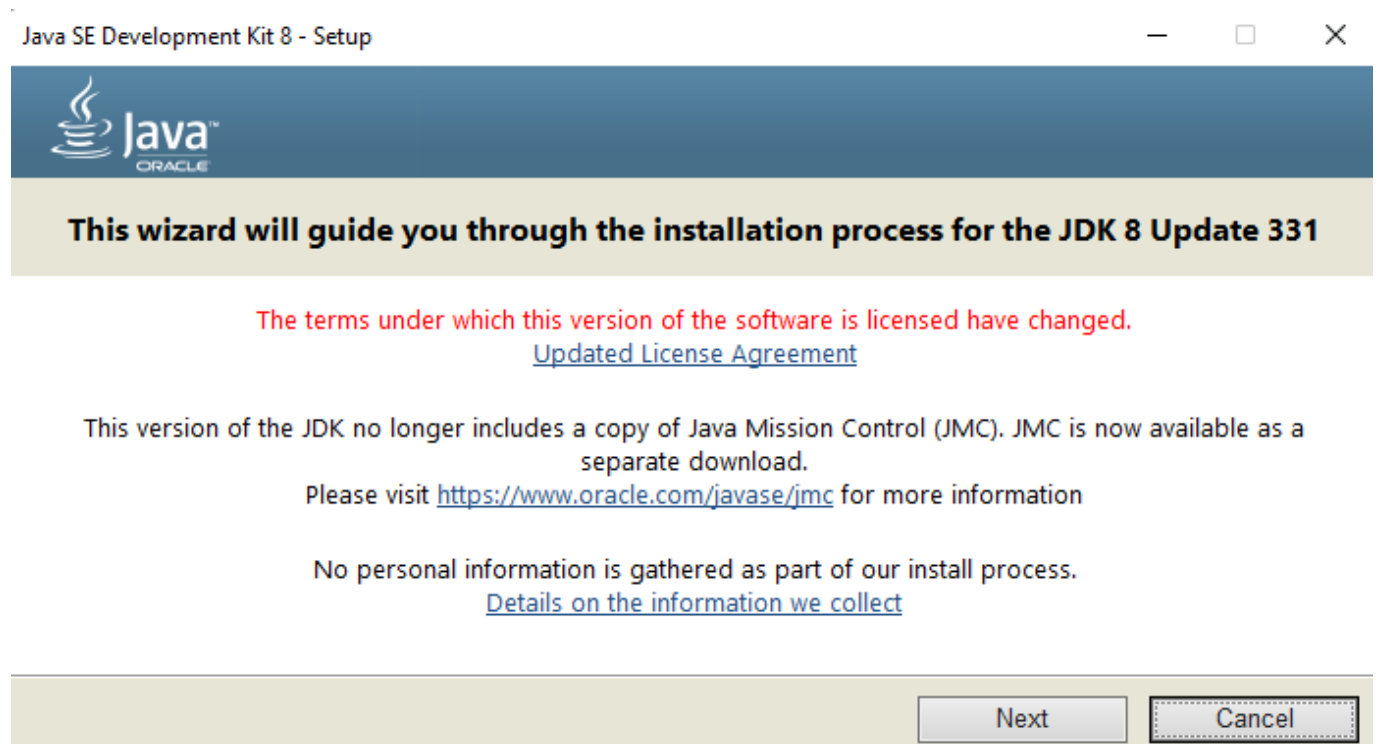 Java SE Development Kit 8 - Setup
Java™
ORACLE
This wizard will guide you through the installation process for the JDK 8 Update 331
The terms under which this version of the software is licensed have changed.
Updated License Agreement
This version of the JDK no longer includes a copy of Java Mission Control (JMC). JMC is now available as a
separate download.
Please visit https://www.oracle.com/javase/jmc for more information
No personal information is gathered as part of our install process.
Details on the information we collect
Next Cancel